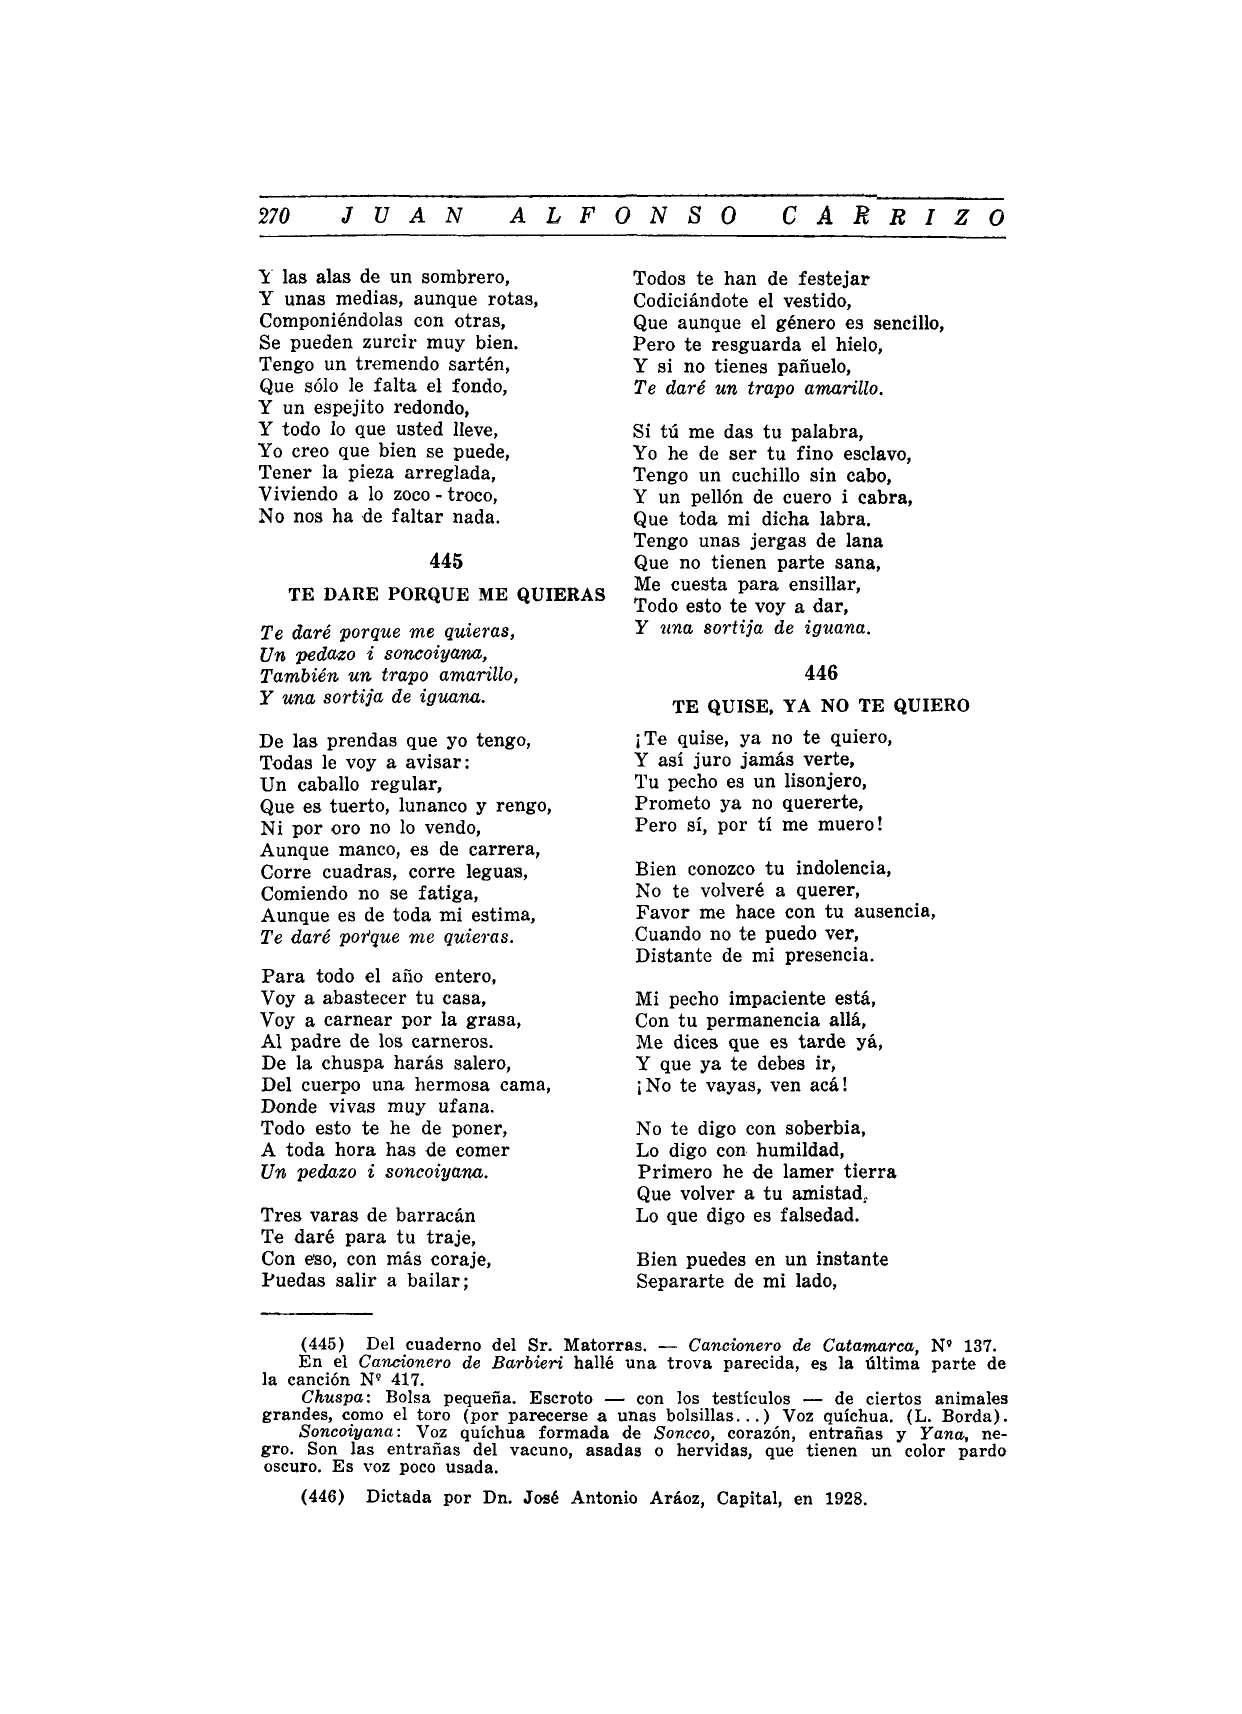 270 JUAN ALFONSO CARRIZO
Y las alas de un sombrero,
Y unas medias, aunque rotas,
Componiéndolas con otras,
Se pueden zurcir muy bien.
Tengo un tremendo sartén,
Que sólo le falta el fondo,
Y un espejito redondo,
Y todo lo que usted lleve,
Yo creo que bien se puede,
Tener la pieza arreglada,
Viviendo a lo zoco - troco,
No nos ha de faltar nada.
445
TE DARE PORQUE ME QUIERAS
Te daré porque me quieras,
Un pedazo i soncoiyana,
También un trapo amarillo,
Y una sortija de iguana.
De las prendas que yo tengo,
Todas le voy a avisar:
Un caballo regular,
Que es tuerto, lunanco y rengo,
Ni por oro no lo vendo,
Aunque manco, es de carrera,
Corre cuadras, corre leguas,
Comiendo no se fatiga,
Aunque es de toda mi estima,
Te daré porque me quieras.
Para todo el año entero,
Voy a abastecer tu casa,
Voy a carnear por la grasa,
Al padre de los carneros.
De la chuspa harás salero,
Del cuerpo una hermosa cama,
Donde vivas muy ufana.
Todo esto te he de poner,
A toda hora has de comer
Un pedazo i soncoiyana.
Tres varas de barracán
Te daré para tu traje,
Con eso, con más coraje,
Puedas salir a bailar;
Todos te han de festejar
Codiciándote el vestido,
Que aunque el género es sencillo,
Pero te resguarda el hielo,
Y si no tienes pañuelo,
Te daré un trapo amarillo.
Si tú me das tu palabra,
Yo he de ser tu fino esclavo,
Tengo un cuchillo sin cabo,
Y un pellón de cuero i cabra,
Que toda mi dicha labra.
Tengo unas jergas de lana
Que no tienen parte sana,
Me cuesta para ensillar,
Todo esto te voy a dar,
Y una sortija de iguana.
446
TE QUISE, YA NO TE QUIERO
¡Te quise, ya no te quiero,
Y así juro jamás verte,
Tu pecho es un lisonjero,
Prometo ya no quererte,
Pero sí, por tí me muero!
Bien conozco tu indolencia,
No te volveré a querer,
Favor me hace con tu ausencia,
Cuando no te puedo ver,
Distante de mi presencia.
Mi pecho impaciente está,
Con tu permanencia allá,
Me dices que es tarde yá,
Y que ya te debes ir,
¡No te vayas, ven acá!
No te digo con soberbia,
Lo digo con humildad,
Primero he de lamer tierra
Que volver a tu amistad,
Lo que digo es falsedad.
Bien puedes en un instante
Separarte de mi lado,
(445) Del cuaderno del Sr. Matorras. — Cancionero de Catamarca, Nº 137.
En el Cancionero de Barbieri hallé una trova parecida, es la última parte de
la canción Nº 417.
Chuspa: Bolsa pequeña. Escroto — con los testículos — de ciertos animales
grandes, como el toro (por parecerse a unas bolsillas...) Voz quíchua. (L. Borda).
Soncoiyana: Voz quíchua formada de Soncco, corazón, entrañas y Yana, ne-
gro. Son las entrañas del vacuno, asadas o hervidas, que tienen un color pardo
oscuro. Es voz poco usada.
(446) Dictada por Dn. José Antonio Aráoz, Capital, en 1928.